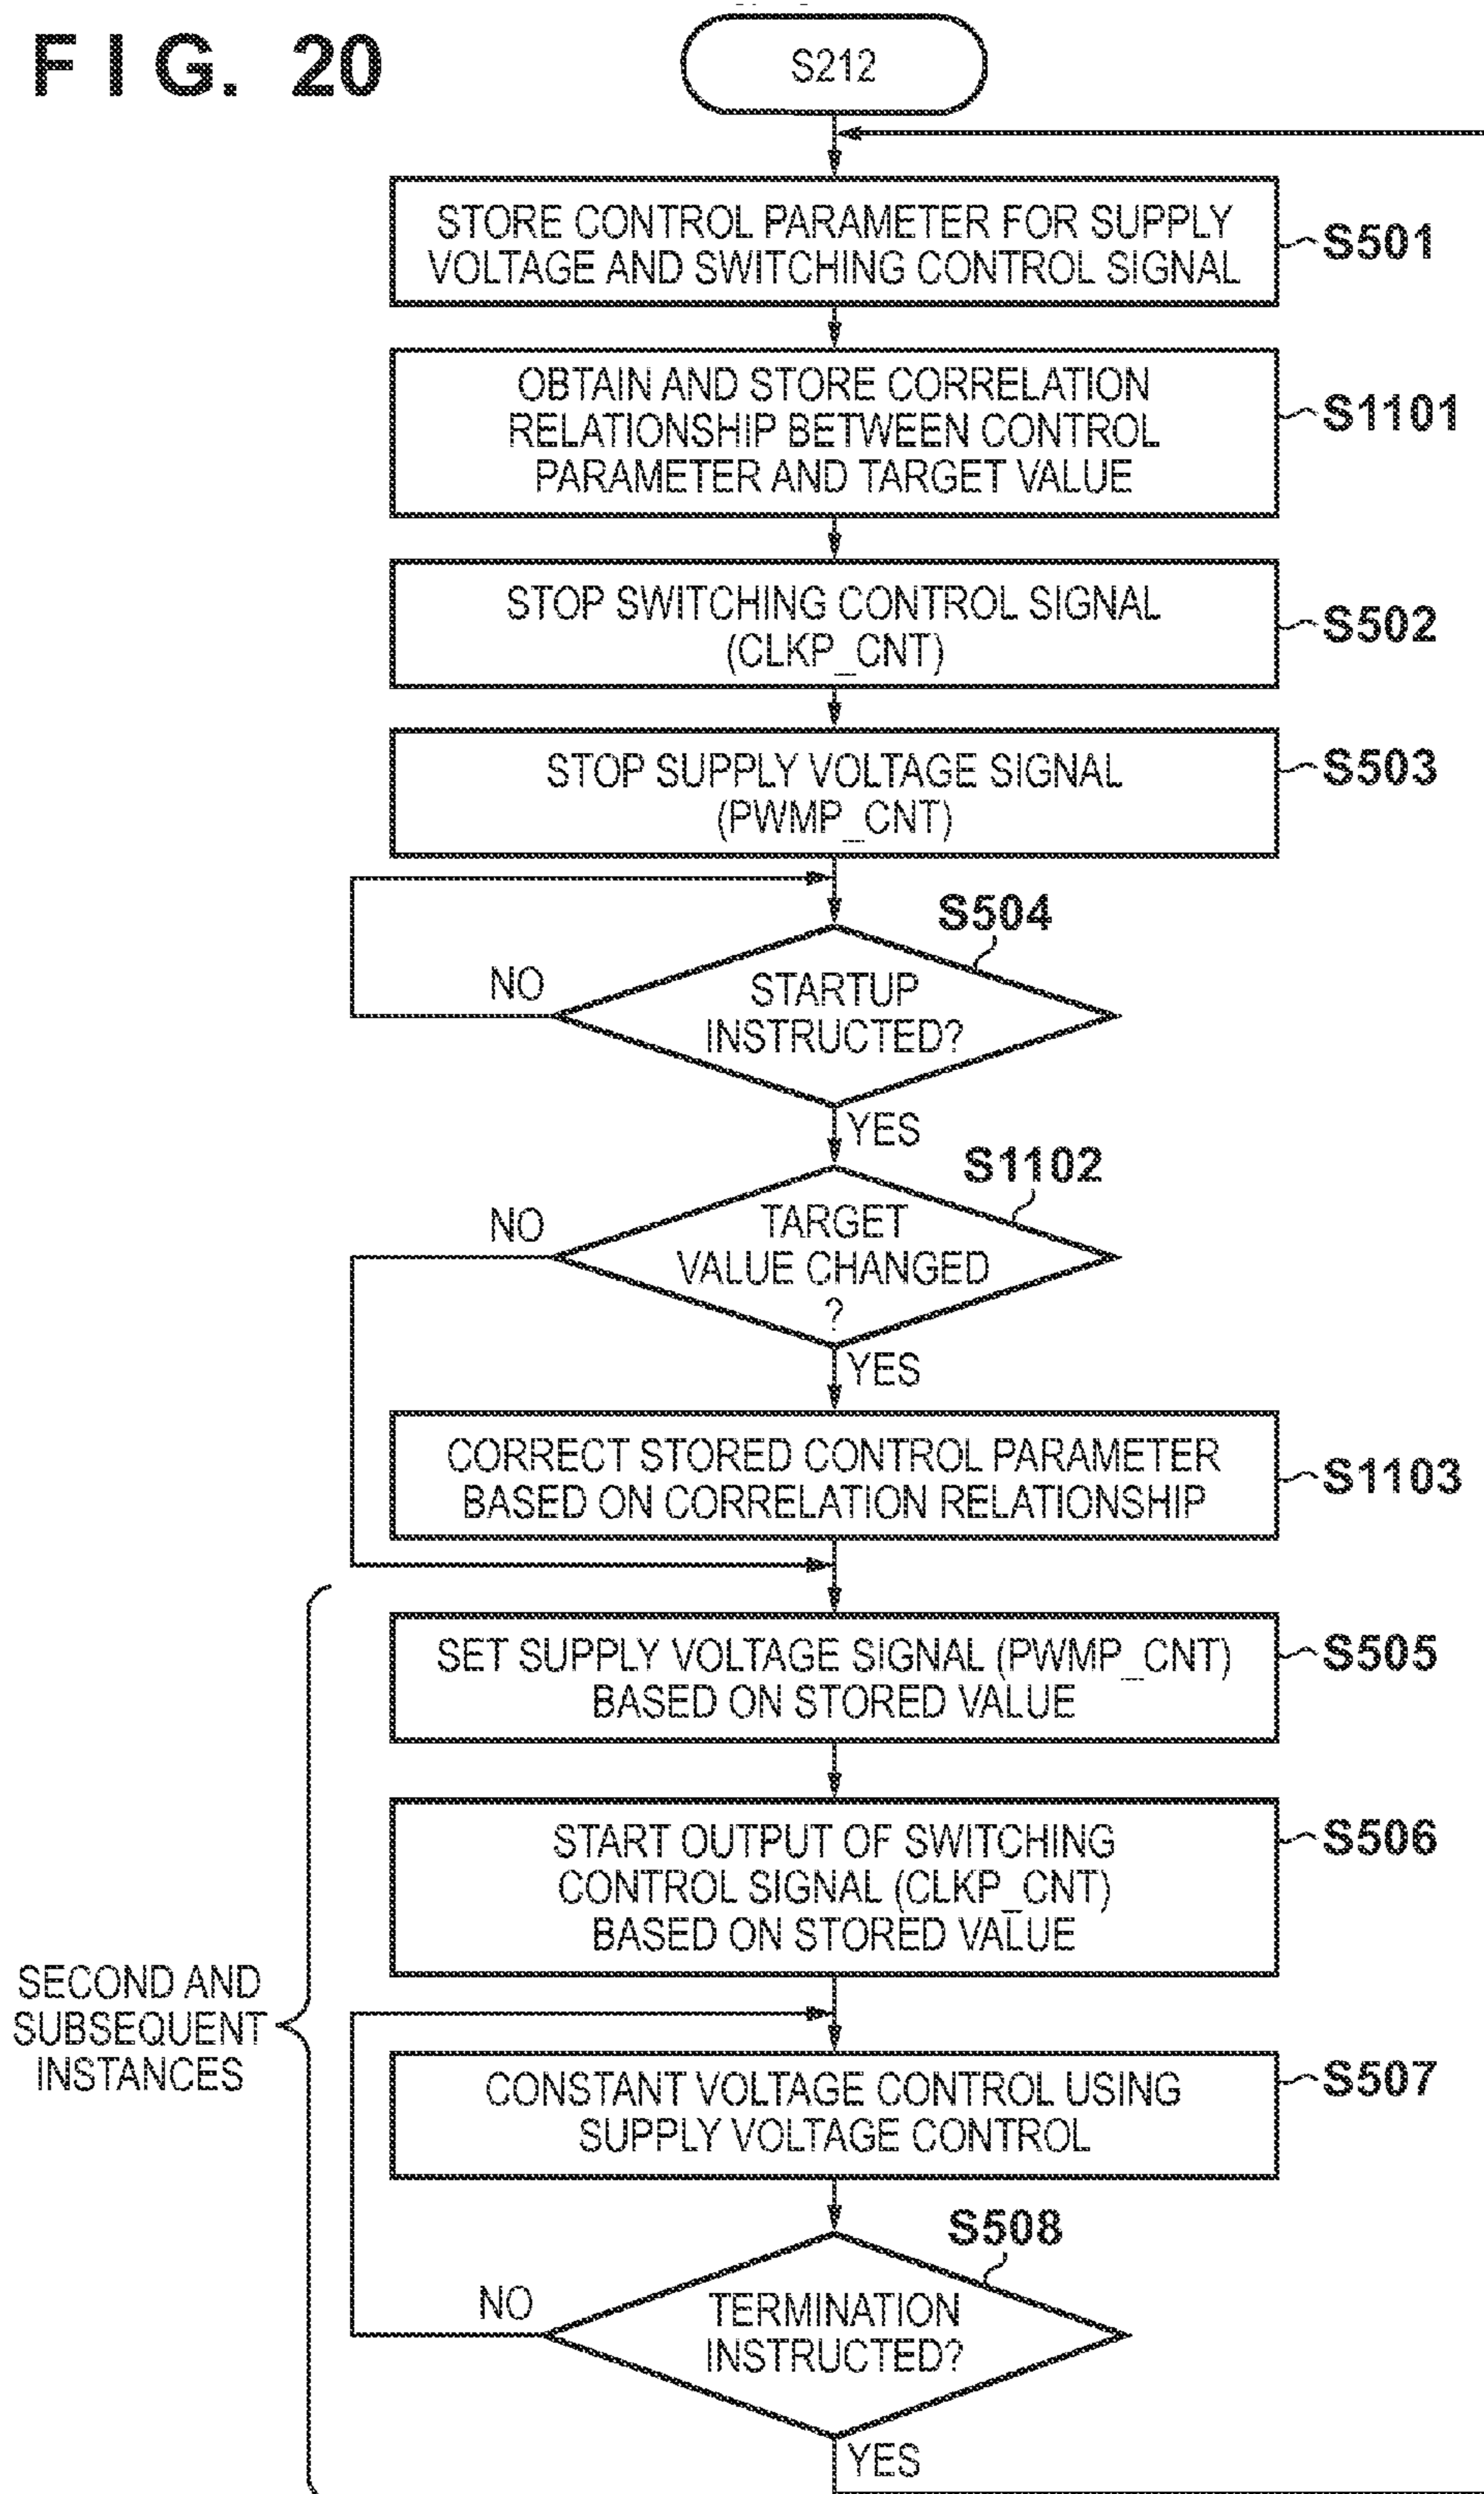 FIG. 20
S212
STORE CONTROL PARAMETER FOR SUPPLY
VOLTAGE AND SWITCHING CONTROL SIGNAL
S501
OBTAIN AND STORE CORRELATION
RELATIONSHIP BETWEEN CONTROL
PARAMETER AND TARGET VALUE
S1101
STOP SWITCHING CONTROL SIGNAL
(CLKP_CNT)
S502
STOP SUPPLY VOLTAGE SIGNAL
(PWMP_CNT)
S503
S504
NO
STARTUP
INSTRUCTED?
YES
S1102
NO
TARGET
VALUE CHANGED
?
YES
CORRECT STORED CONTROL PARAMETER
BASED ON CORRELATION RELATIONSHIP
S1103
SET SUPPLY VOLTAGE SIGNAL (PWMP_CNT)
BASED ON STORED VALUE
S505
START OUTPUT OF SWITCHING
CONTROL SIGNAL (CLKP_CNT)
BASED ON STORED VALUE
S506
SECOND AND
SUBSEQUENT
INSTANCES
CONSTANT VOLTAGE CONTROL USING
SUPPLY VOLTAGE CONTROL
S507
S508
NO
TERMINATION
INSTRUCTED?
YES